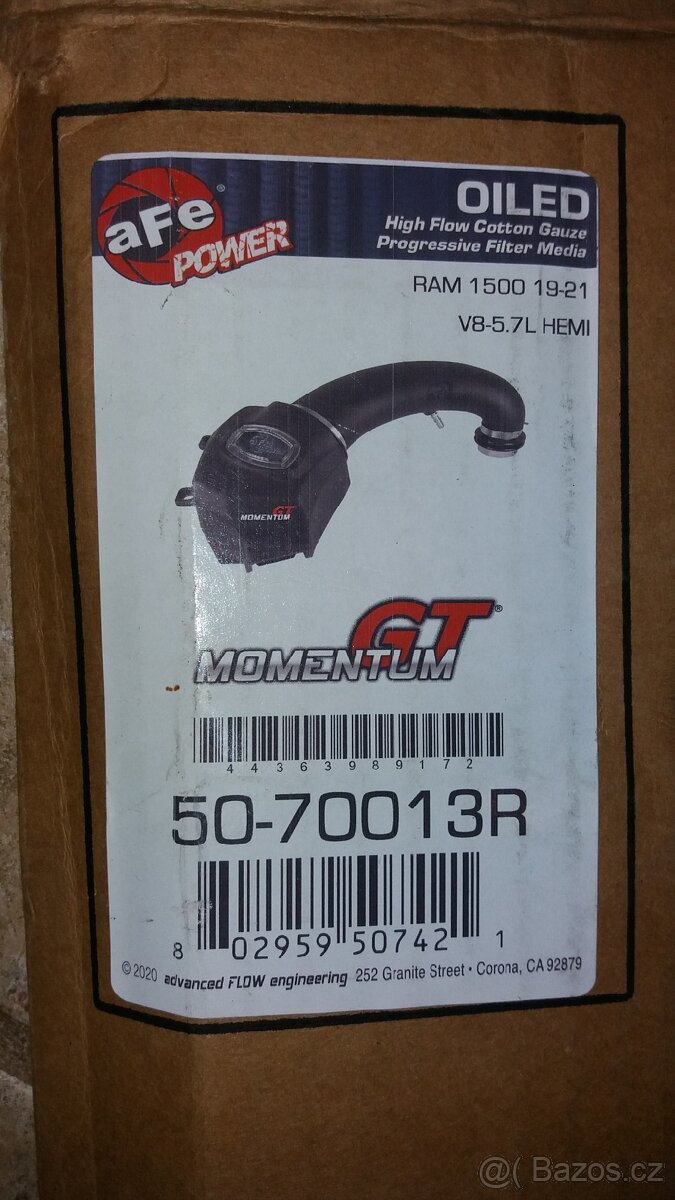 aFe
POWER
OILED
High Flow Cotton Gauze
Progressive Filter Media
RAM 1500 19-21
V8-5.7L HEMI
GT
MOMENTUM
GT
MOMENTUM
44363989172
50-70013R
8 02959 50742 1
©2020 advanced FLOW engineering 252 Granite Street • Corona, CA 92879
@( Bazos.cz